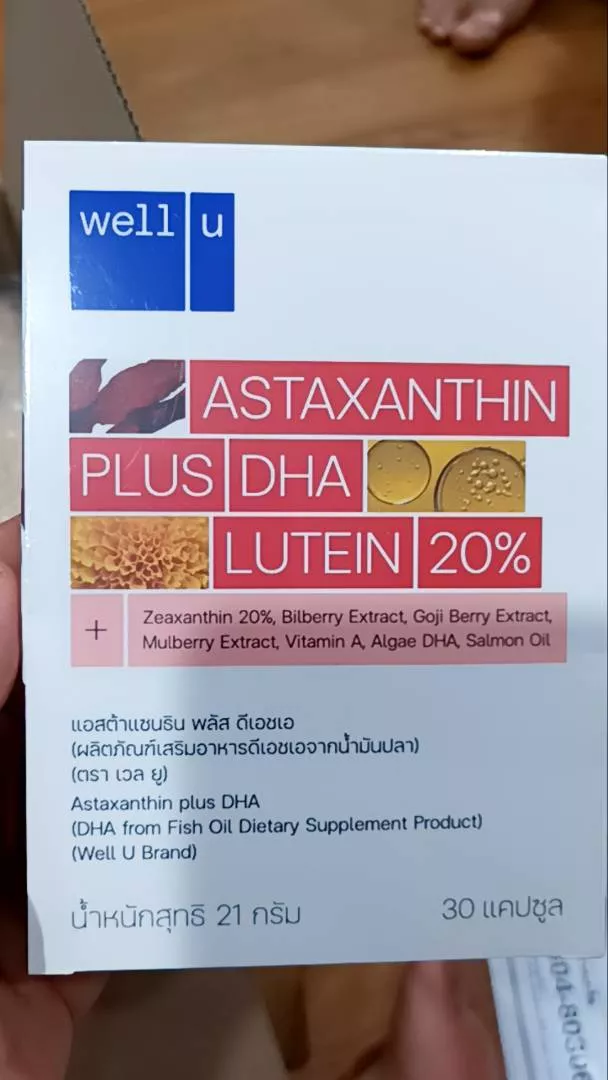 well u
ASTAXANTHIN
PLUS DHA
LUTEIN 20%
+ Zeaxanthin 20%, Bilberry Extract, Goji Berry Extract,
Mulberry Extract, Vitamin A, Algae DHA, Salmon Oil
แอสต้าแซนธิน พลัส ดีเอชเอ
(ผลิตภัณฑ์เสริมอาหารดีเอชเอจากน้ำมันปลา)
(ตรา เวล ยู)
Astaxanthin plus DHA
(DHA from Fish Oil Dietary Supplement Product)
(Well U Brand)
น้ำหนักสุทธิ 21 กรัม
30 แคปซูล